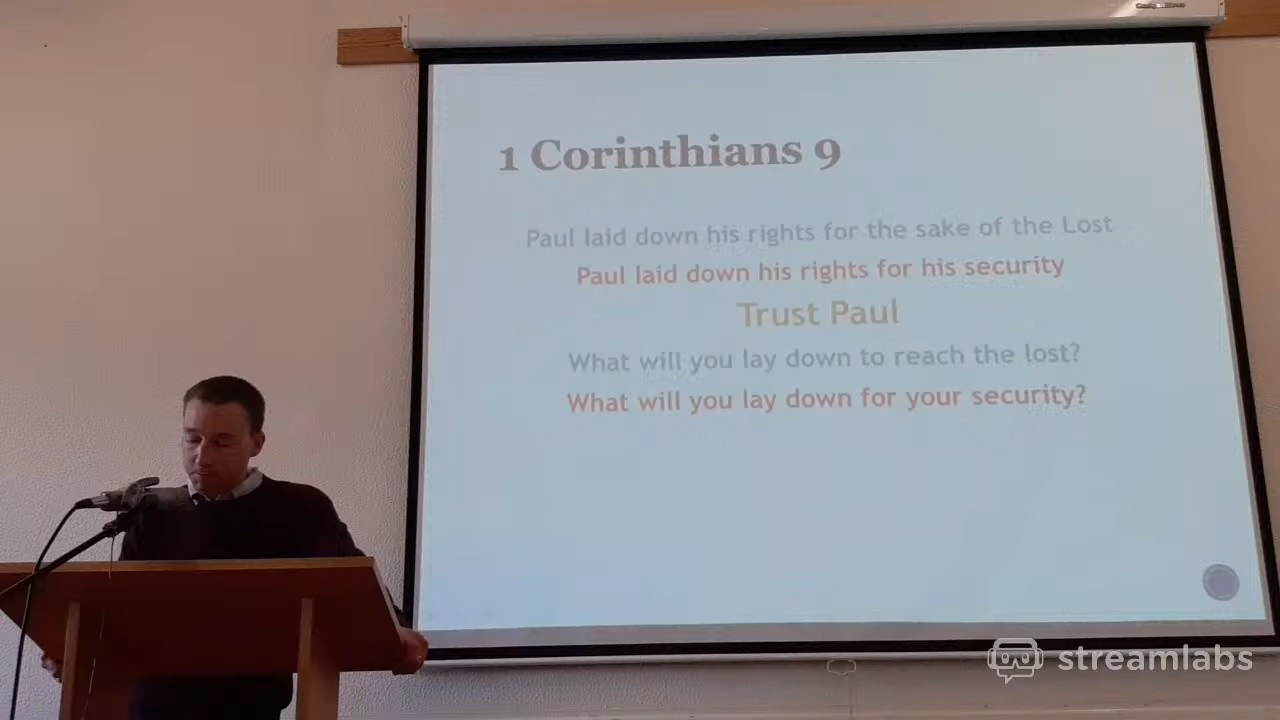 1 Corinthians 9
Paul laid down his rights for the sake of the Lost
Paul laid down his rights for his security
Trust Paul
What will you lay down to reach the lost?
What will you lay down for your security?
streamlabs